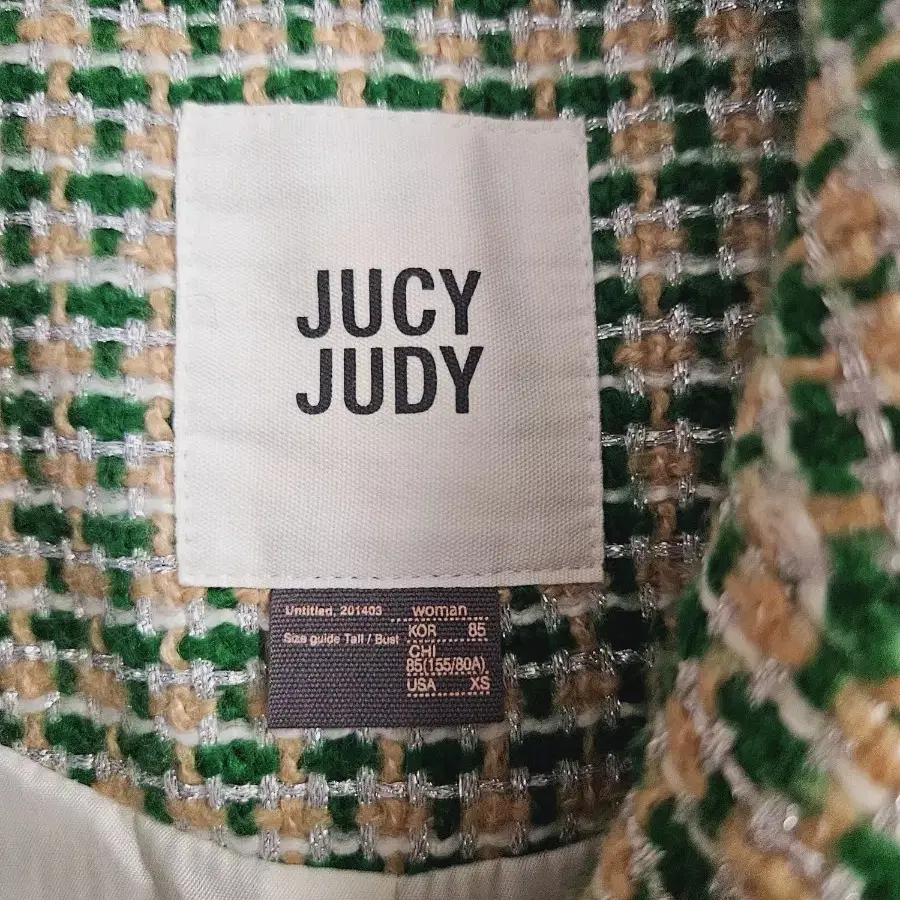 JUCY
JUDY
Untitled, 201403 woman
Size guide Tall / Bust KOR 85
CHI
85(155/80A)
USA XS